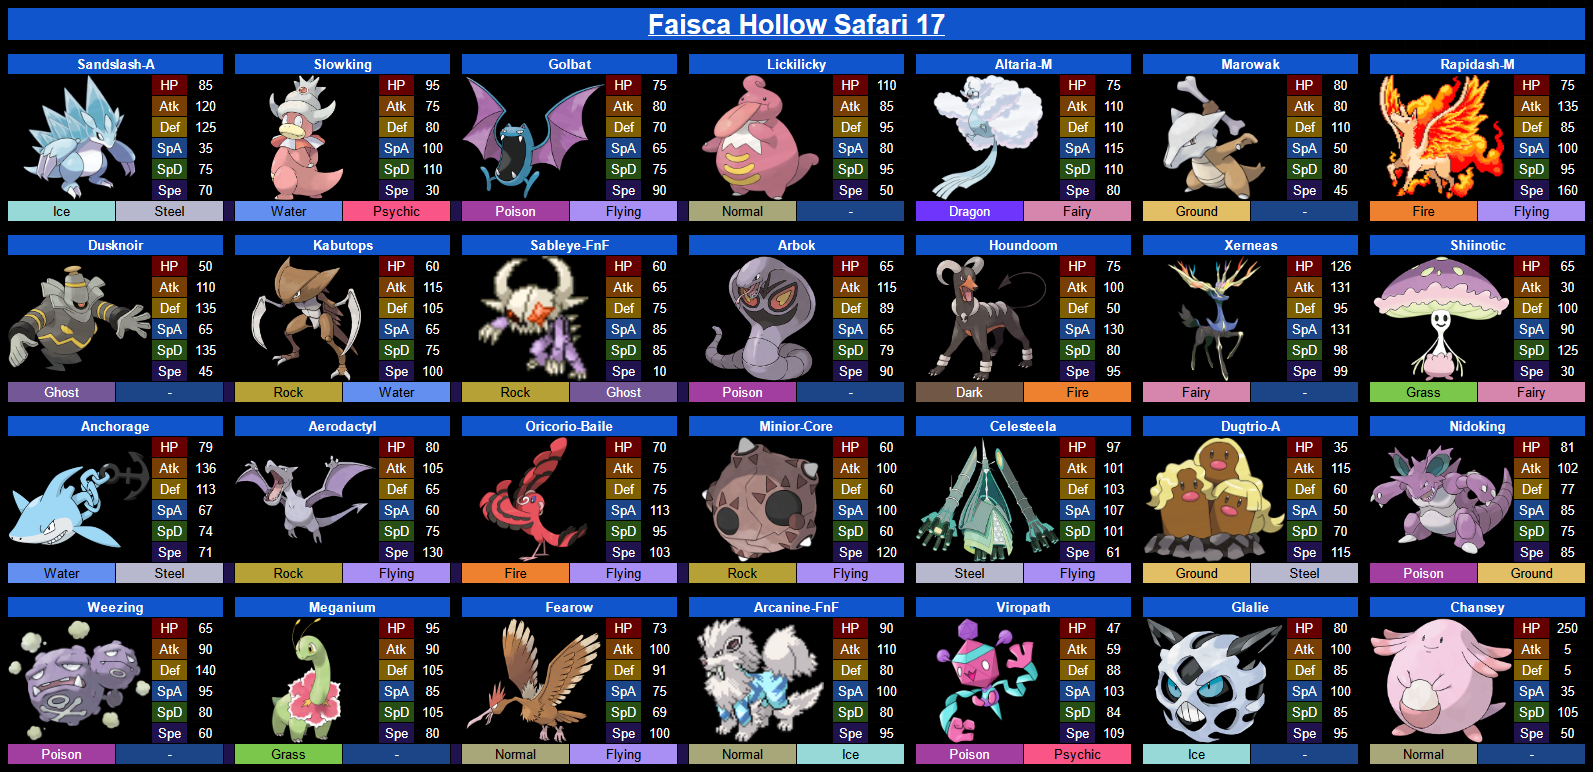 Faisca Hollow Safari 17
Sandslash-A Slowking Golbat Lickilicky Altaria-M Marowak Rapidash-M
HP 85 HP 95 HP 75 HP 110 HP 75 HP 80 HP 75
Atk 120 Atk 75 Atk 80 Atk 85 Atk 110 Atk 80 Atk 135
Def 125 Def 80 Def 70 Def 95 Def 110 Def 110 Def 85
SpA 35 SpA 100 SpA 65 SpA 80 SpA 115 SpA 50 SpA 100
SpD 75 SpD 110 SpD 75 SpD 95 SpD 110 SpD 80 SpD 95
Spe 70 Spe 30 Spe 90 Spe 50 Spe 80 Spe 45 Spe 160
Ice Steel Water Psychic Poison Flying Normal - Dragon Fairy Ground - Fire Flying
Dusknoir Kabutops Sableye-FnF Arbok Houndoom Xerneas Shiinotic
HP 50 HP 60 HP 60 HP 65 HP 75 HP 126 HP 65
Atk 110 Atk 115 Atk 65 Atk 115 Atk 100 Atk 131 Atk 30
Def 135 Def 105 Def 75 Def 89 Def 50 Def 95 Def 100
SpA 65 SpA 65 SpA 85 SpA 65 SpA 130 SpA 131 SpA 90
SpD 135 SpD 75 SpD 85 SpD 79 SpD 80 SpD 98 SpD 125
Spe 45 Spe 100 Spe 10 Spe 90 Spe 95 Spe 99 Spe 30
Ghost - Rock Water Rock Ghost Poison - Dark Fire Fairy - Grass Fairy
Anchorage Aerodactyl Oricorio-Baile Minior-Core Celesteela Dugtrio-A Nidoking
HP 79 HP 80 HP 70 HP 60 HP 97 HP 35 HP 81
Atk 136 Atk 105 Atk 75 Atk 100 Atk 101 Atk 115 Atk 102
Def 113 Def 65 Def 75 Def 60 Def 103 Def 60 Def 77
SpA 67 SpA 60 SpA 113 SpA 100 SpA 107 SpA 50 SpA 85
SpD 74 SpD 75 SpD 95 SpD 60 SpD 101 SpD 70 SpD 75
Spe 71 Spe 130 Spe 103 Spe 120 Spe 61 Spe 115 Spe 85
Water Steel Rock Flying Fire Flying Rock Flying Steel Flying Ground Steel Poison Ground
Weezing Meganium Fearow Arcanine-FnF Viropath Glalie Chansey
HP 65 HP 95 HP 73 HP 90 HP 47 HP 80 HP 250
Atk 90 Atk 90 Atk 100 Atk 110 Atk 59 Atk 100 Atk 5
Def 140 Def 105 Def 91 Def 80 Def 88 Def 85 Def 5
SpA 95 SpA 85 SpA 75 SpA 100 SpA 103 SpA 100 SpA 35
SpD 80 SpD 105 SpD 69 SpD 80 SpD 84 SpD 85 SpD 105
Spe 60 Spe 80 Spe 100 Spe 95 Spe 109 Spe 95 Spe 50
Poison - Grass - Normal Flying Normal Ice Poison Psychic Ice - Normal -